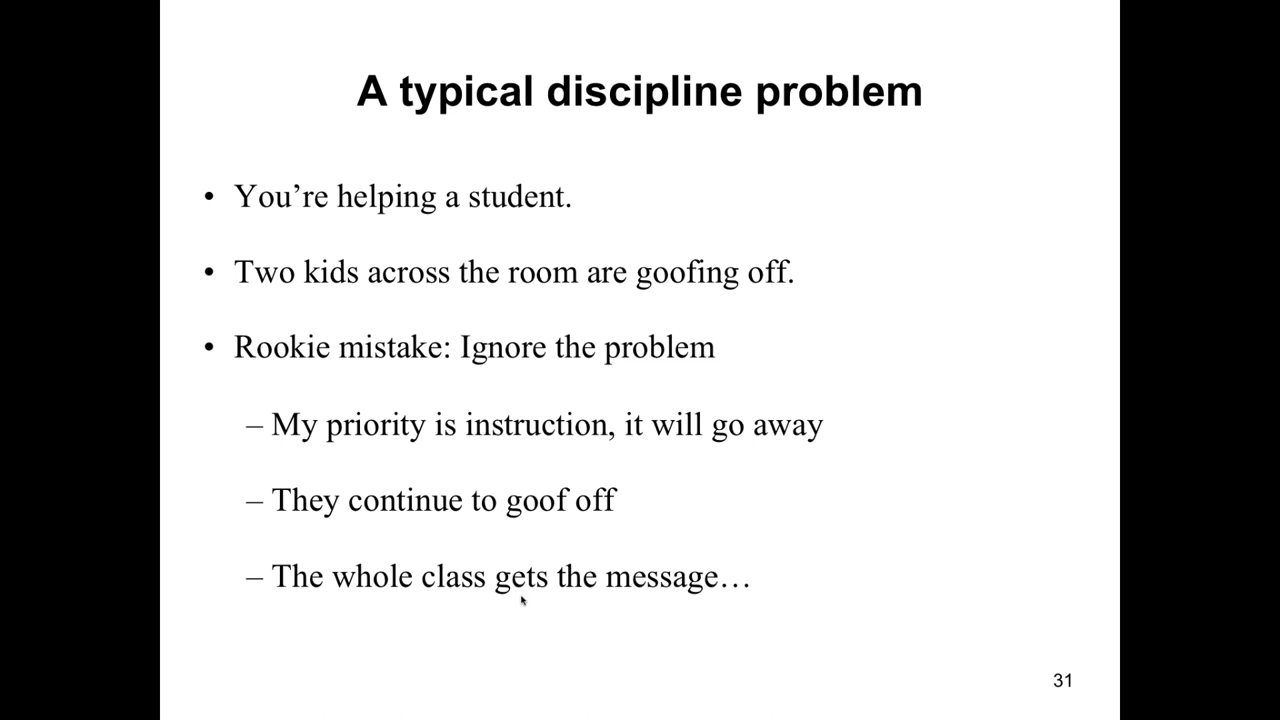 A typical discipline problem
• You’re helping a student.
• Two kids across the room are goofing off.
• Rookie mistake: Ignore the problem
– My priority is instruction, it will go away
– They continue to goof off
– The whole class gets the message…
31